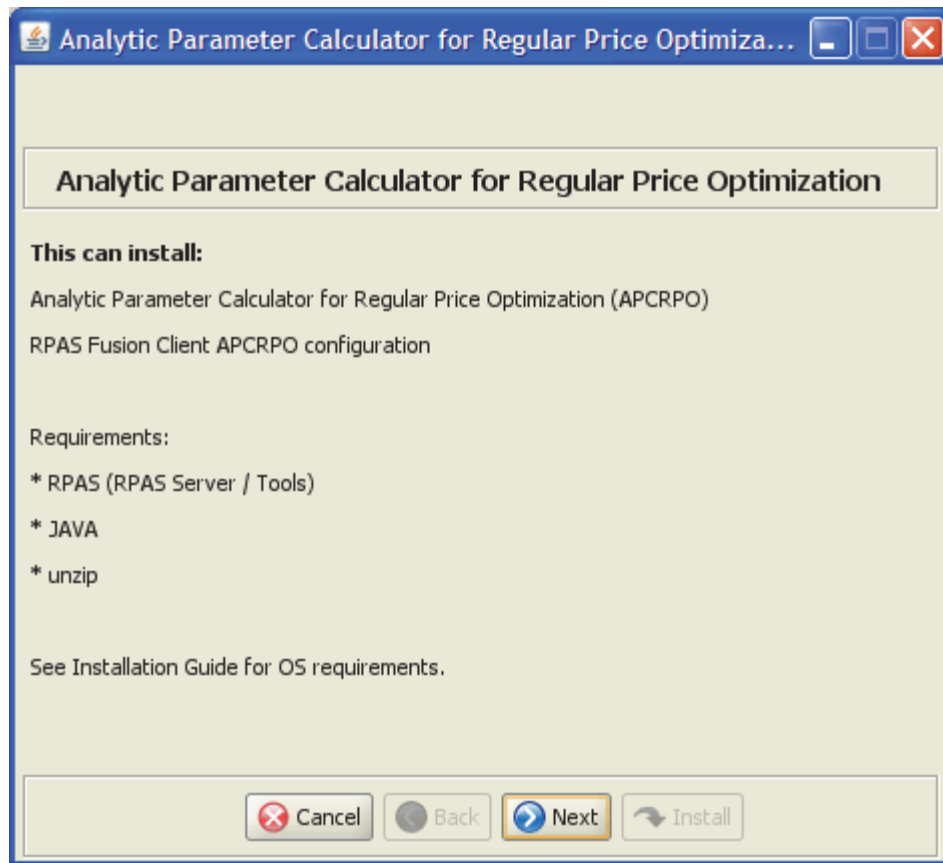 Analytic Parameter Calculator for Regular Price Optimiza...
Analytic Parameter Calculator for Regular Price Optimization
This can install:
Analytic Parameter Calculator for Regular Price Optimization (APCRPO)
RPAS Fusion Client APCRPO configuration
Requirements:
* RPAS (RPAS Server / Tools)
* JAVA
* unzip
See Installation Guide for OS requirements.
Cancel Back Next Install